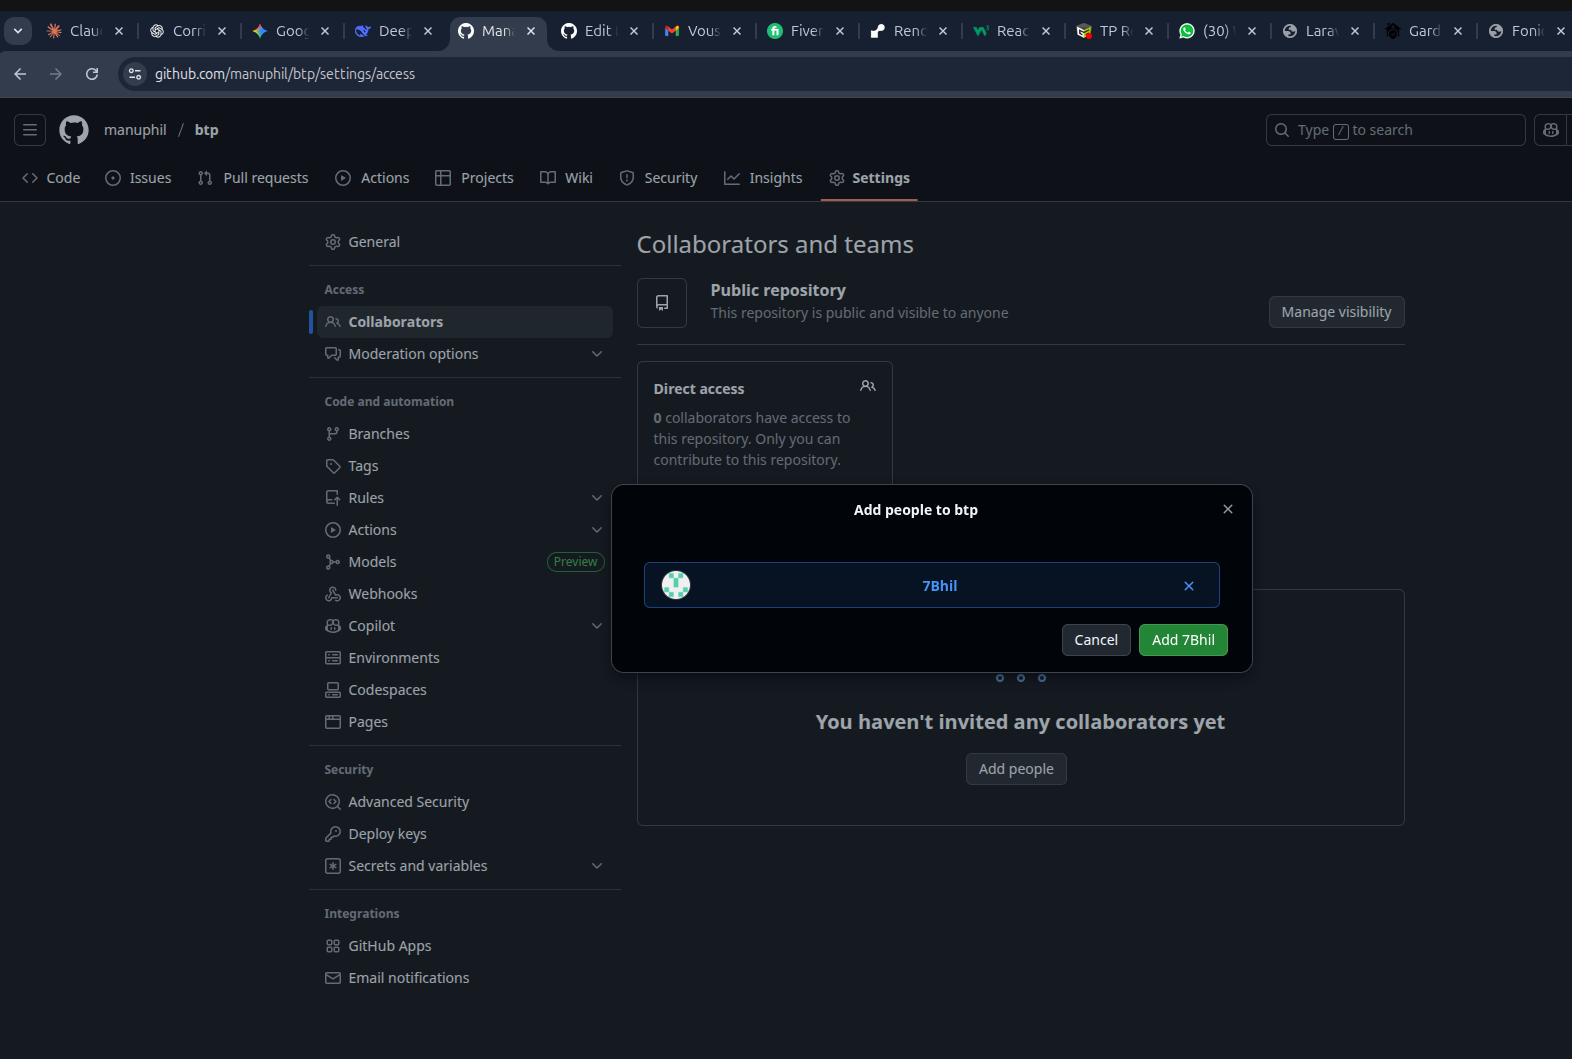 Clau
Corri
Goog
Deep
Mana
Edit
Vous
Fiver
Rend
Reac
TP R
(30)
Lara
Gard
Foni
github.com/manuphil/btp/settings/access
manuphil / btp
Type / to search
Code
Issues
Pull requests
Actions
Projects
Wiki
Security
Insights
Settings
General
Access
Collaborators
Moderation options
Code and automation
Branches
Tags
Rules
Actions
Models Preview
Webhooks
Copilot
Environments
Codespaces
Pages
Security
Advanced Security
Deploy keys
Secrets and variables
Integrations
GitHub Apps
Email notifications
Collaborators and teams
Public repository
This repository is public and visible to anyone
Manage visibility
Direct access
0 collaborators have access to
this repository. Only you can
contribute to this repository.
Add people to btp
7Bhil
Cancel
Add 7Bhil
You haven't invited any collaborators yet
Add people